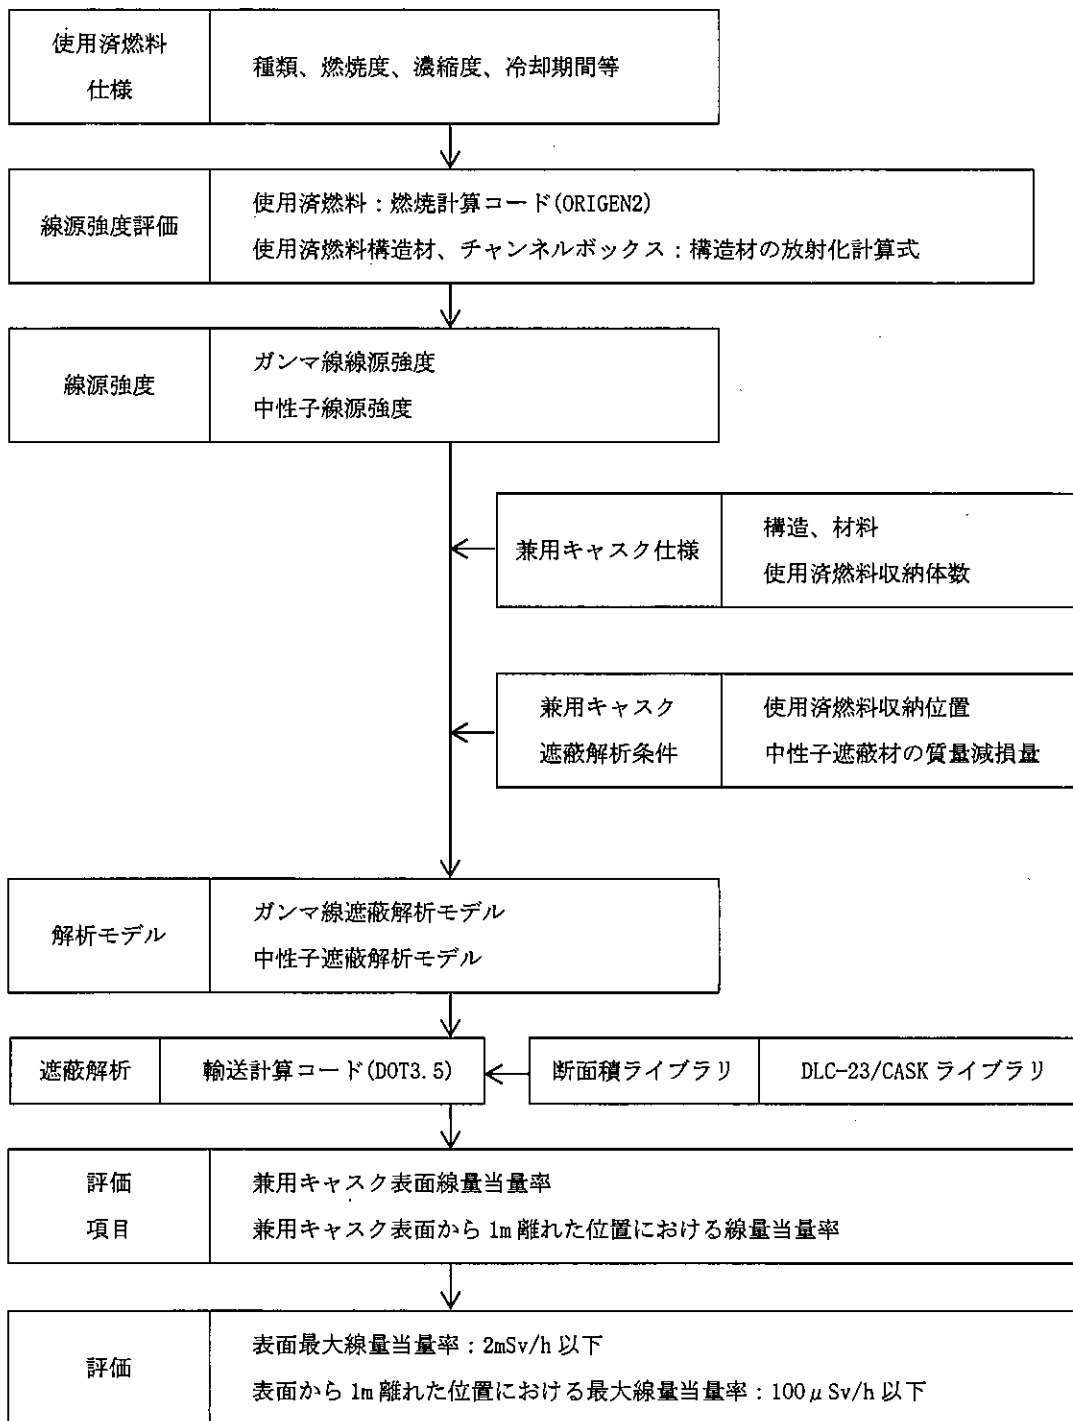 使用済燃料
仕様
種類、燃焼度、濃縮度、冷却期間等
線源強度評価
使用済燃料：燃焼計算コード(ORIGEN2)
使用済燃料構造材、チャンネルボックス：構造材の放射化計算式
線源強度
ガンマ線線源強度
中性子線源強度
兼用キャスク仕様
構造、材料
使用済燃料収納体数
兼用キャスク
遮蔽解析条件
使用済燃料収納位置
中性子遮蔽材の質量減損量
解析モデル
ガンマ線遮蔽解析モデル
中性子遮蔽解析モデル
遮蔽解析
輸送計算コード(DOT3.5)
断面積ライブラリ
DLC-23/CASK ライブラリ
評価
項目
兼用キャスク表面線量当量率
兼用キャスク表面から 1m 離れた位置における線量当量率
評価
表面最大線量当量率：2mSv/h 以下
表面から 1m 離れた位置における最大線量当量率：100μSv/h 以下